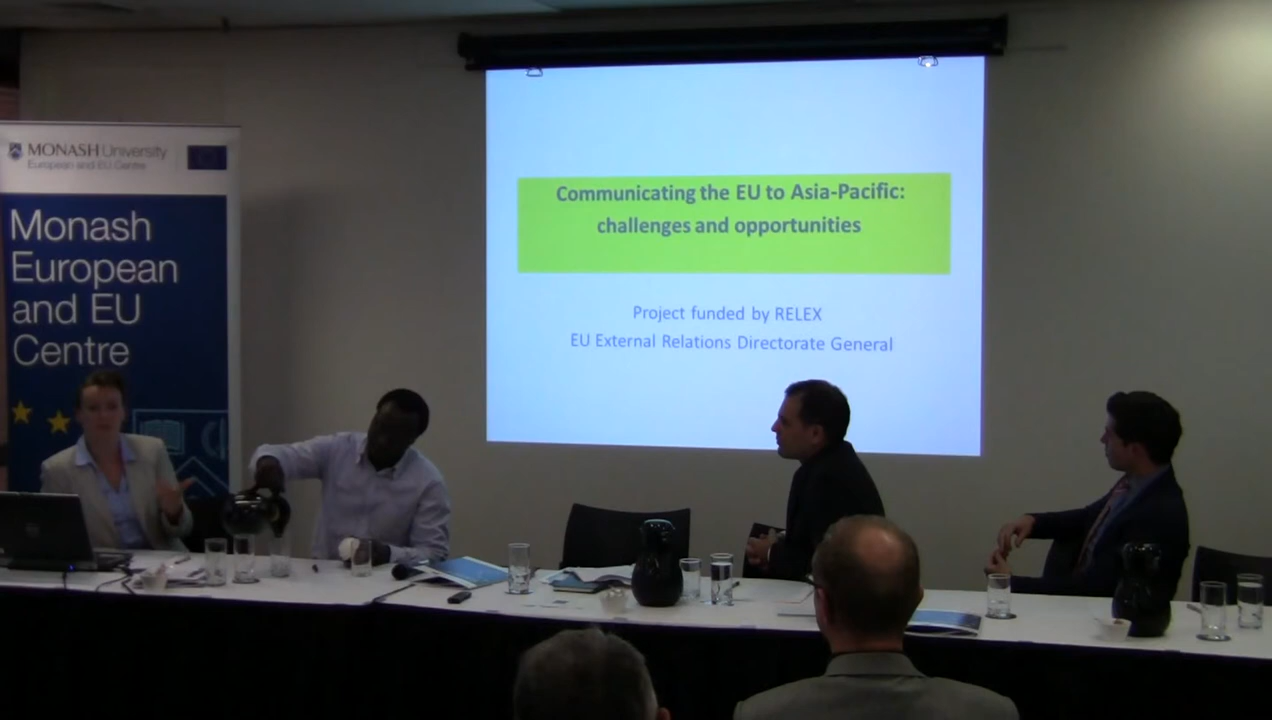 MONASH University
European and EU Centre
Monash
European
and EU
Centre
Communicating the EU to Asia-Pacific:
challenges and opportunities
Project funded by RELEX
EU External Relations Directorate General